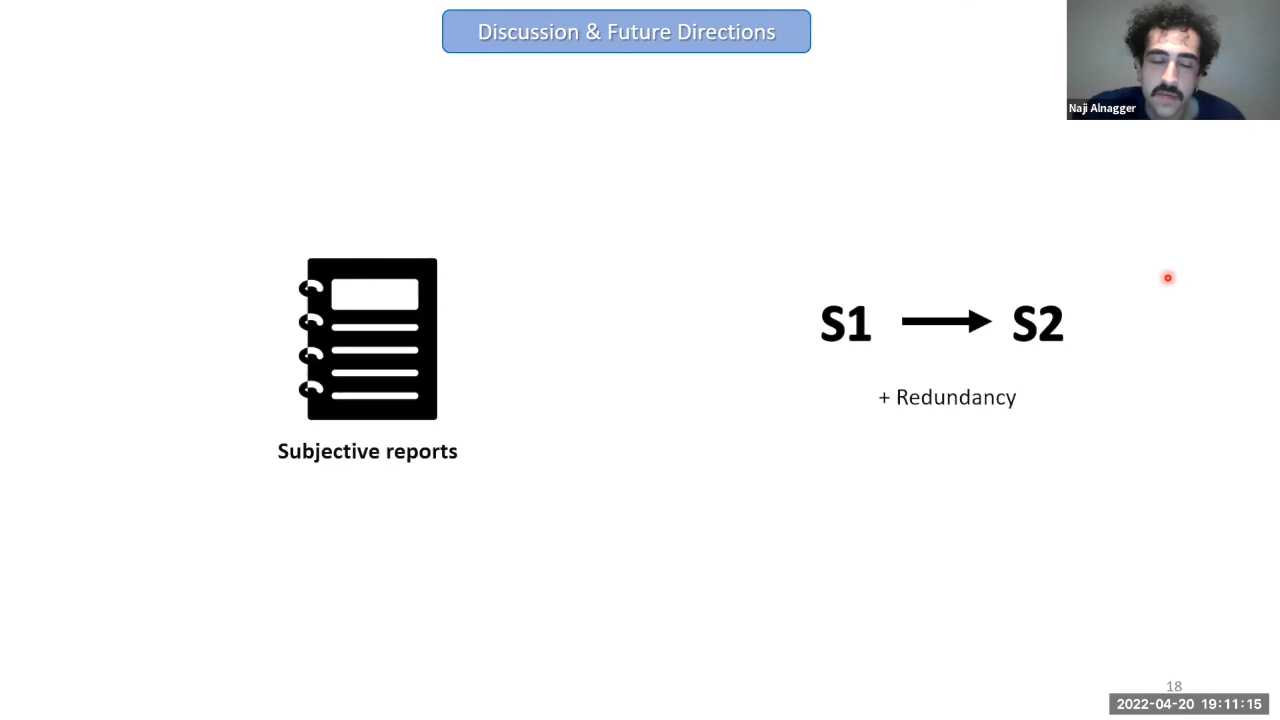 Discussion & Future Directions
Naji Alnagger
S1 S2
+ Redundancy
Subjective reports
18
2022-04-20 19:11:15